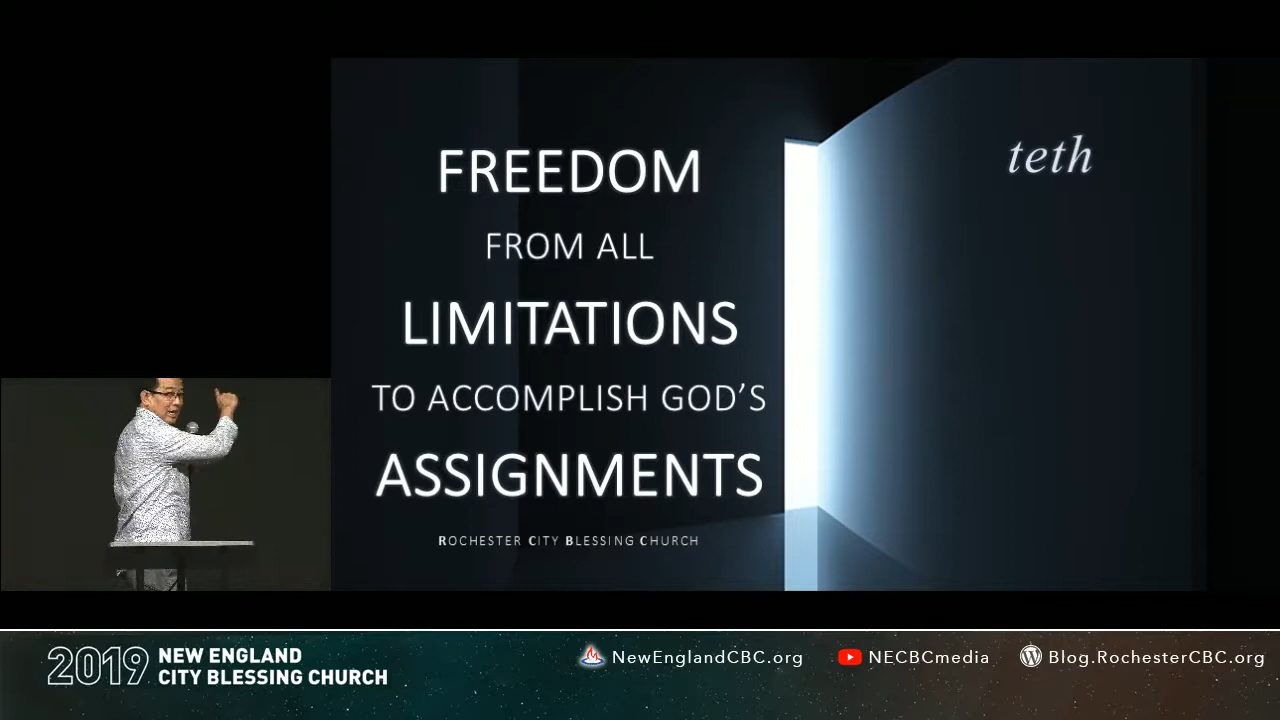 FREEDOM
FROM ALL
LIMITATIONS
TO ACCOMPLISH GOD'S
ASSIGNMENTS
ROCHESTER CITY BLESSING CHURCH
teth
2019 NEW ENGLAND
CITY BLESSING CHURCH
NewEnglandCBC.org
NECBCmedia
Blog.RochesterCBC.org